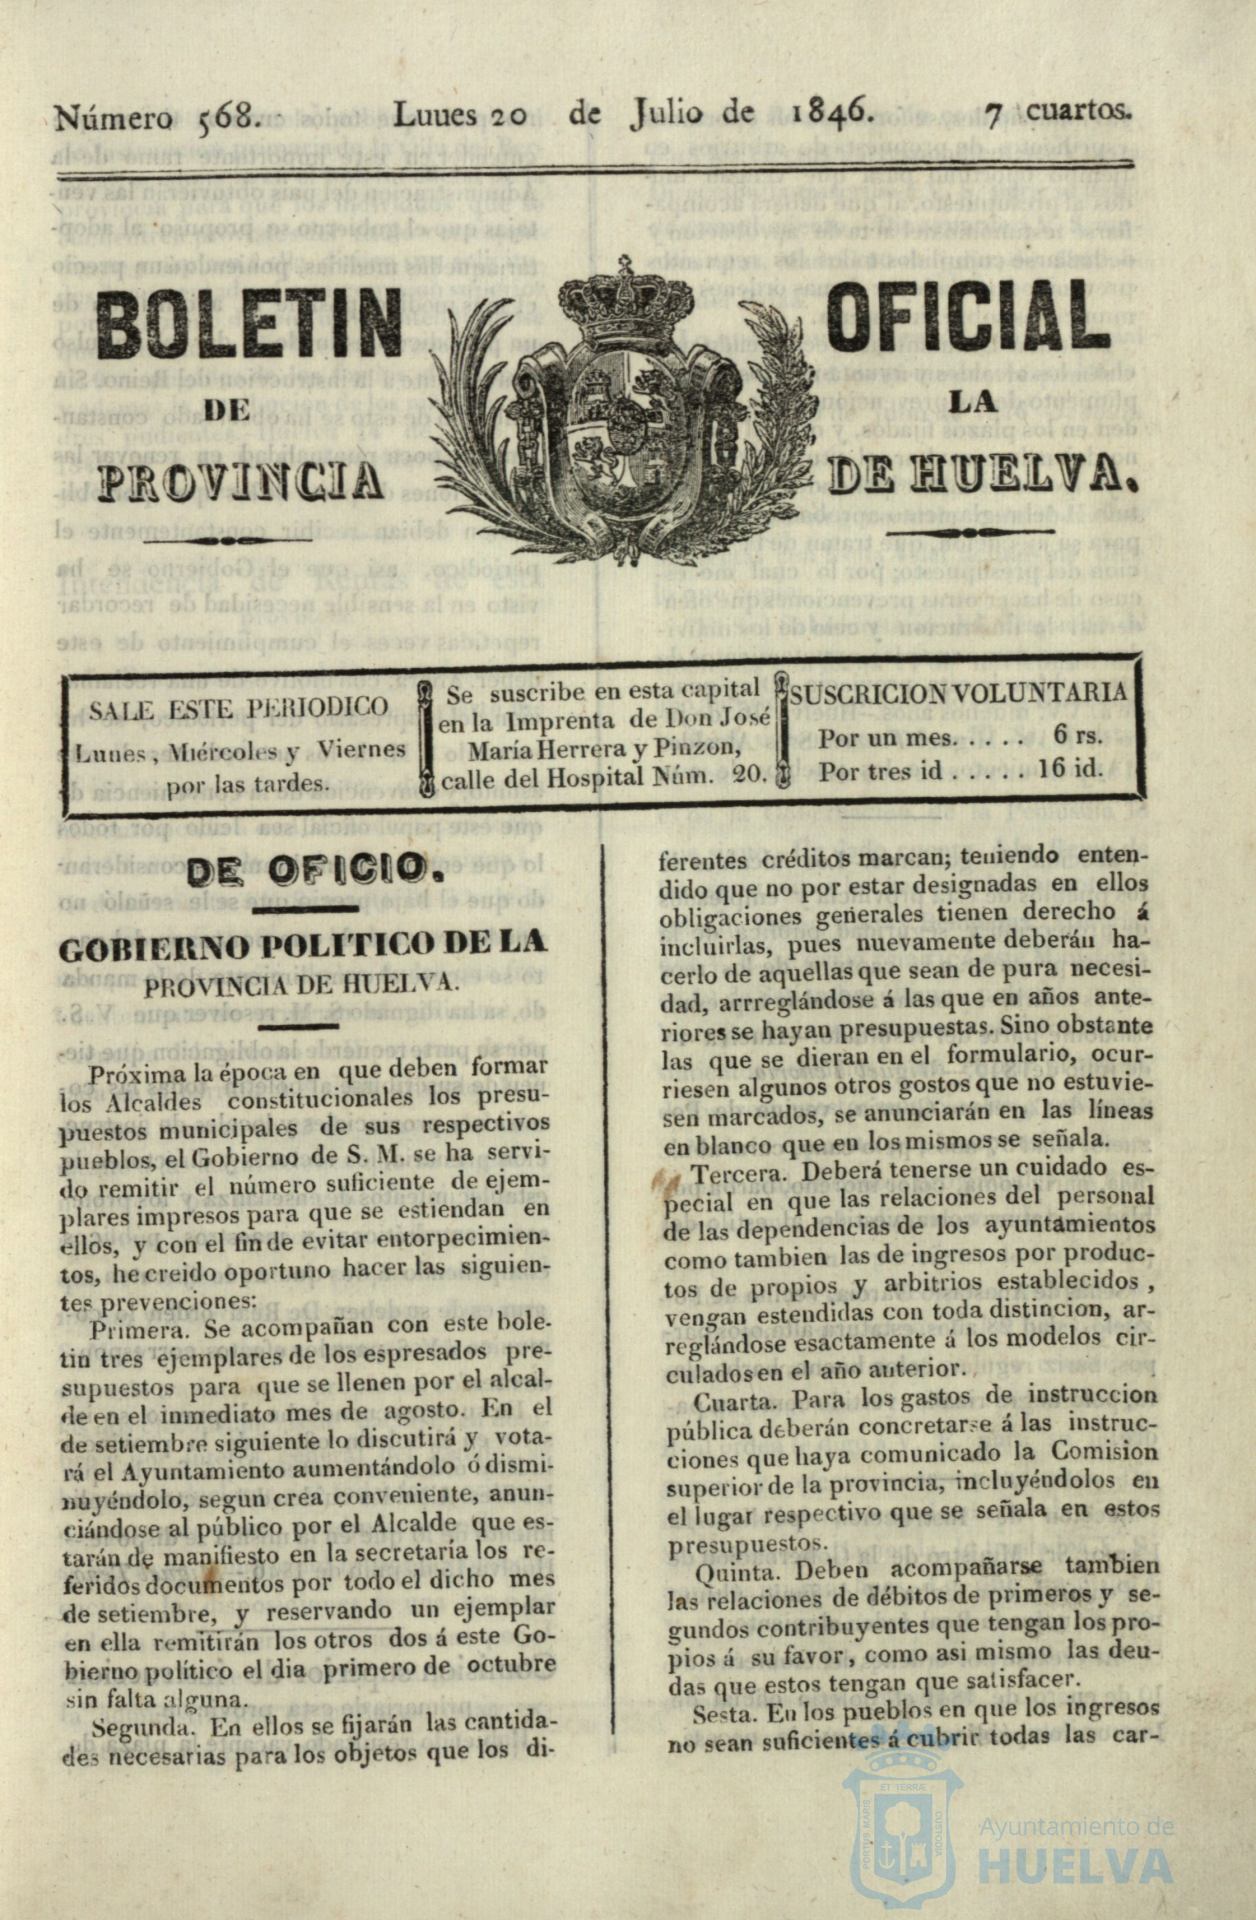 Número 568. Luues 20 de Julio de 1846. 7 cuartos.
BOLETIN OFICIAL
DE LA
PROVINCIA DE HUELVA.
SALE ESTE PERIODICO
Lunes, Miércoles y Viernes
por las tardes.
Se suscribe en esta capital
en la Imprenta de Don José
María Herrera y Pinzon,
calle del Hospital Núm. 20.
SUSCRICION VOLUNTARIA
Por un mes. . . . . 6 rs.
Por tres id . . . . . 16 id.
DE OFICIO.
GOBIERNO POLITICO DE LA
PROVINCIA DE HUELVA.
Próxima la época en que deben formar
los Alcaldes constitucionales los presu-
puestos municipales de sus respectivos
pueblos, el Gobierno de S. M. se ha servi-
do remitir el número suficiente de ejem-
plares impresos para que se estiendan en
ellos, y con el fin de evitar entorpecimien-
tos, he creido oportuno hacer las siguien-
tes prevenciones:
Primera. Se acompañan con este bole-
tin tres ejemplares de los espresados pre-
supuestos para que se llenen por el alcal-
de en el inmediato mes de agosto. En el
de setiembre siguiente lo discutirá y vota-
rá el Ayuntamiento aumentándolo ó dismi-
nuyéndolo, segun crea conveniente, anun-
ciándose al público por el Alcalde que es-
tarán de manifiesto en la secretaría los re-
feridos documentos por todo el dicho mes
de setiembre, y reservando un ejemplar
en ella remitirán los otros dos á este Go-
bierno político el dia primero de octubre
sin falta alguna.
Segunda. En ellos se fijarán las cantida-
des necesarias para los objetos que los di-
ferentes créditos marcan; teniendo enten-
dido que no por estar designadas en ellos
obligaciones generales tienen derecho á
incluirlas, pues nuevamente deberán ha-
cerlo de aquellas que sean de pura necesi-
dad, arrreglándose á las que en años ante-
riores se hayan presupuestas. Sino obstante
las que se dieran en el formulario, ocur-
riesen algunos otros gostos que no estuvie-
sen marcados, se anunciarán en las líneas
en blanco que en los mismos se señala.
Tercera. Deberá tenerse un cuidado es-
pecial en que las relaciones del personal
de las dependencias de los ayuntamientos
como tambien las de ingresos por produc-
tos de propios y arbitrios establecidos ,
vengan estendidas con toda distincion, ar-
reglándose esactamente á los modelos cir-
culados en el año anterior.
Cuarta. Para los gastos de instruccion
pública deberán concretarse á las instruc-
ciones que haya comunicado la Comision
superior de la provincia, incluyéndolos en
el lugar respectivo que se señala en estos
presupuestos.
Quinta. Deben acompañarse tambien
las relaciones de débitos de primeros y se-
gundos contribuyentes que tengan los pro-
pios á su favor, como asi mismo las deu-
das que estos tengan que satisfacer.
Sesta. En los pueblos en que los ingresos
no sean suficientes á cubrir todas las car-
PORTUS MARIS
ET TERRÆ
CUSTODIA
Ayuntamiento de
HUELVA